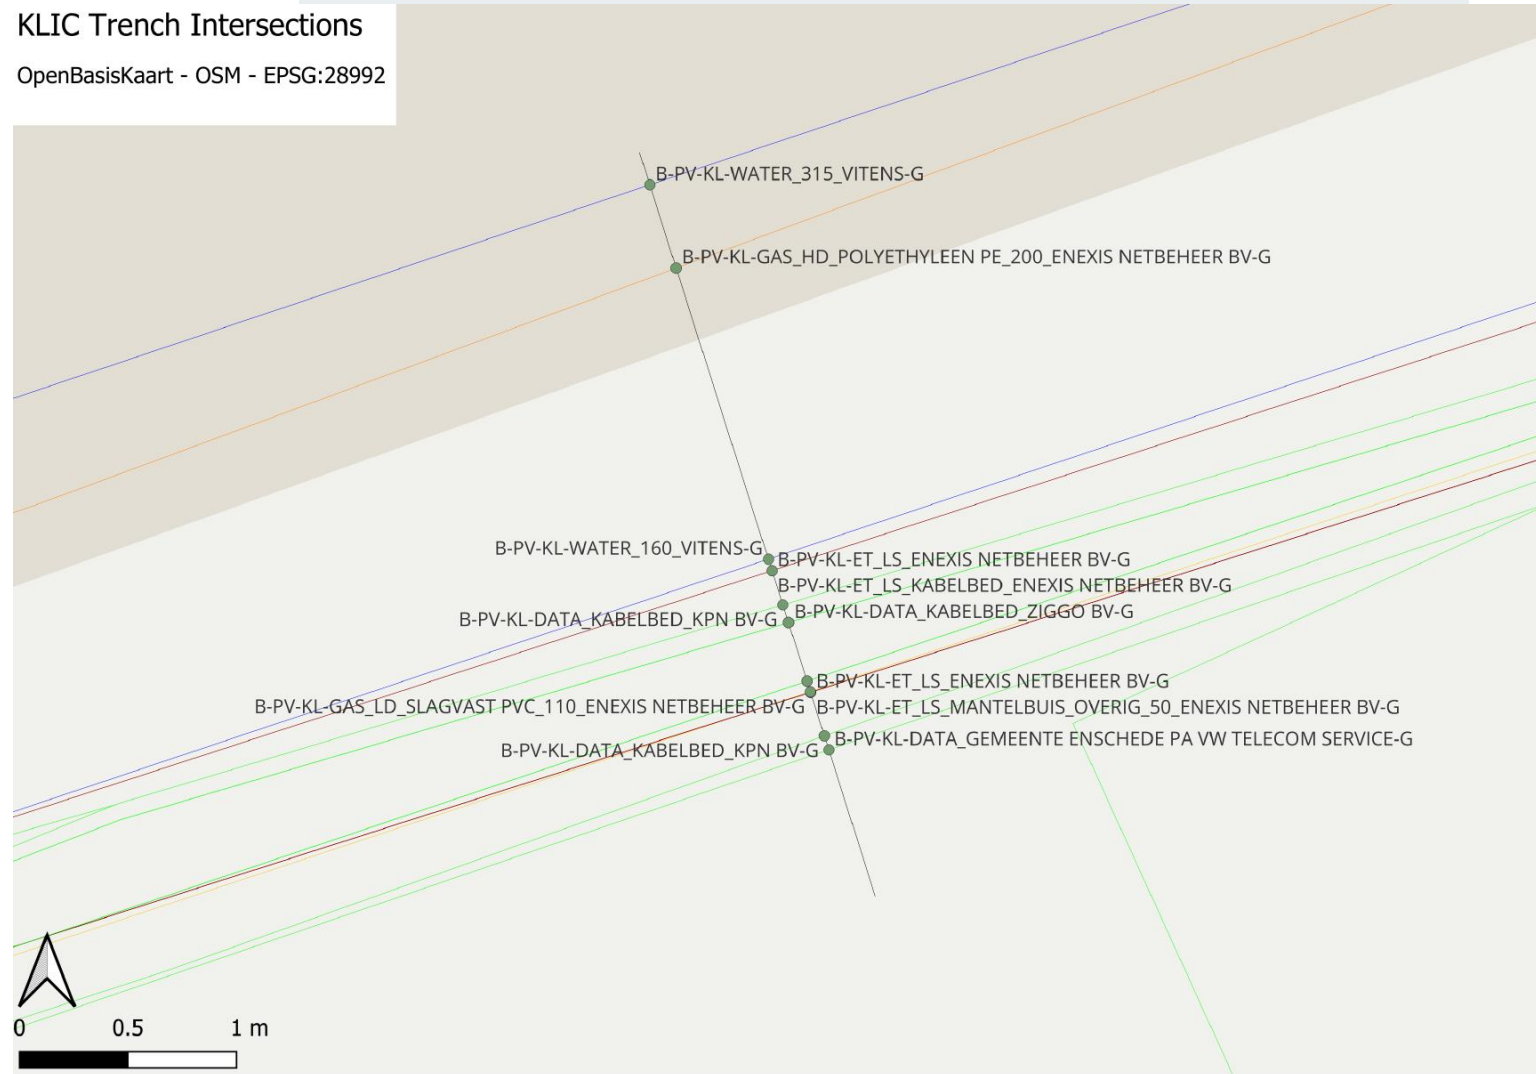 KLIC Trench Intersections
OpenBasisKaart - OSM - EPSG:28992
B-PV-KL-WATER_315_VITENS-G
B-PV-KL-GAS_HD_POLYETHYLEEN PE_200_ENEXIS NETBEHEER BV-G
B-PV-KL-WATER_160_VITENS-G
B-PV-KL-ET_LS_ENEXIS NETBEHEER BV-G
B-PV-KL-ET_LS_KABELBED_ENEXIS NETBEHEER BV-G
B-PV-KL-DATA_KABELBED_ZIGGO BV-G
B-PV-KL-DATA_KABELBED_KPN BV-G
B-PV-KL-ET_LS_ENEXIS NETBEHEER BV-G
B-PV-KL-GAS_LD_SLAGVAST PVC_110_ENEXIS NETBEHEER BV-G
B-PV-KL-ET_LS_MANTELBUIS_OVERIG_50_ENEXIS NETBEHEER BV-G
B-PV-KL-DATA_GEMEENTE ENSCHEDE PA VW TELECOM SERVICE-G
B-PV-KL-DATA_KABELBED_KPN BV-G
0 0.5 1 m